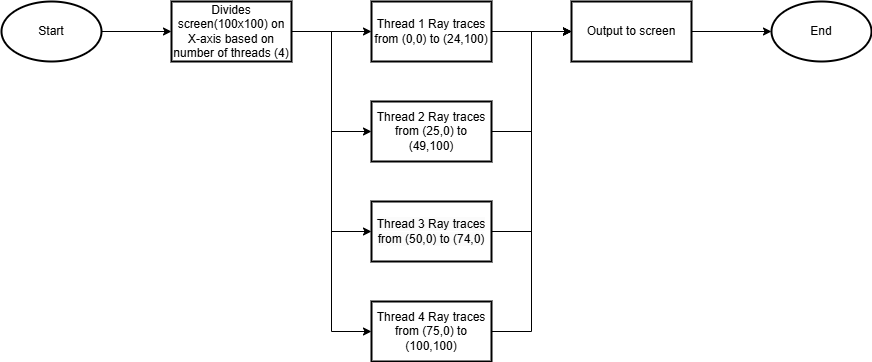 Start
Divides
screen(100x100) on
X-axis based on
number of threads (4)
Thread 1 Ray traces
from (0,0) to (24,100)
Output to screen
End
Thread 2 Ray traces
from (25,0) to
(49,100)
Thread 3 Ray traces
from (50,0) to (74,0)
Thread 4 Ray traces
from (75,0) to
(100,100)